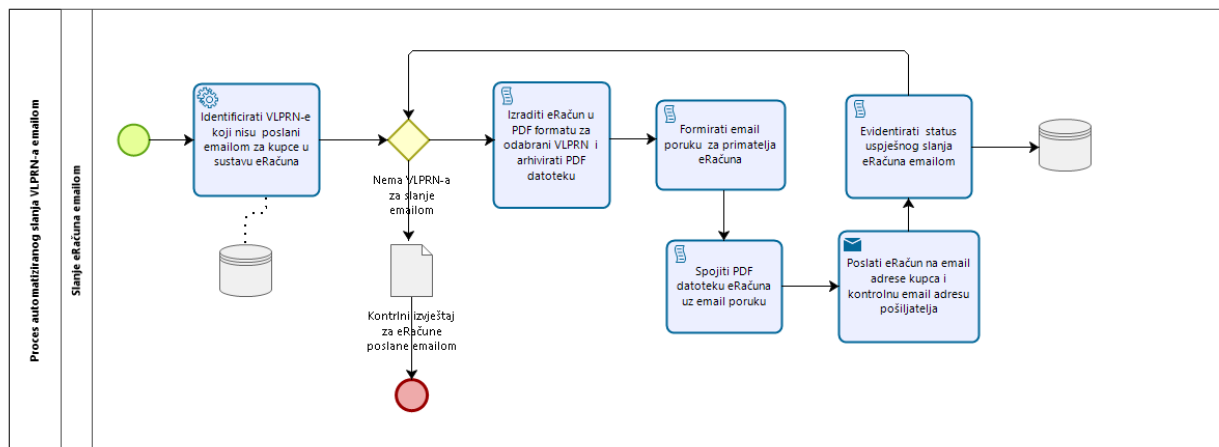 Proces automatiziranog slanja VLPRN-a emailom
Slanje eRačuna emailom
Identificirati VLPRN-e
koji nisu poslani
emailom za kupce u
sustavu eRačuna
Nema VLPRN-a
za slanje
emailom
Kontrlni izvještaj
za eRačune
poslane emailom
Izraditi eRačun u
PDF formatu za
odabrani VLPRN i
arhivirati PDF
datoteku
Formirati email
poruku za primatelja
eRačuna
Spojiti PDF
datoteku eRačuna
uz email poruku
Poslati eRačun na email
adrese kupca i
kontrolnu email adresu
pošiljatelja
Evidentirati status
uspješnog slanja
eRačuna emailom